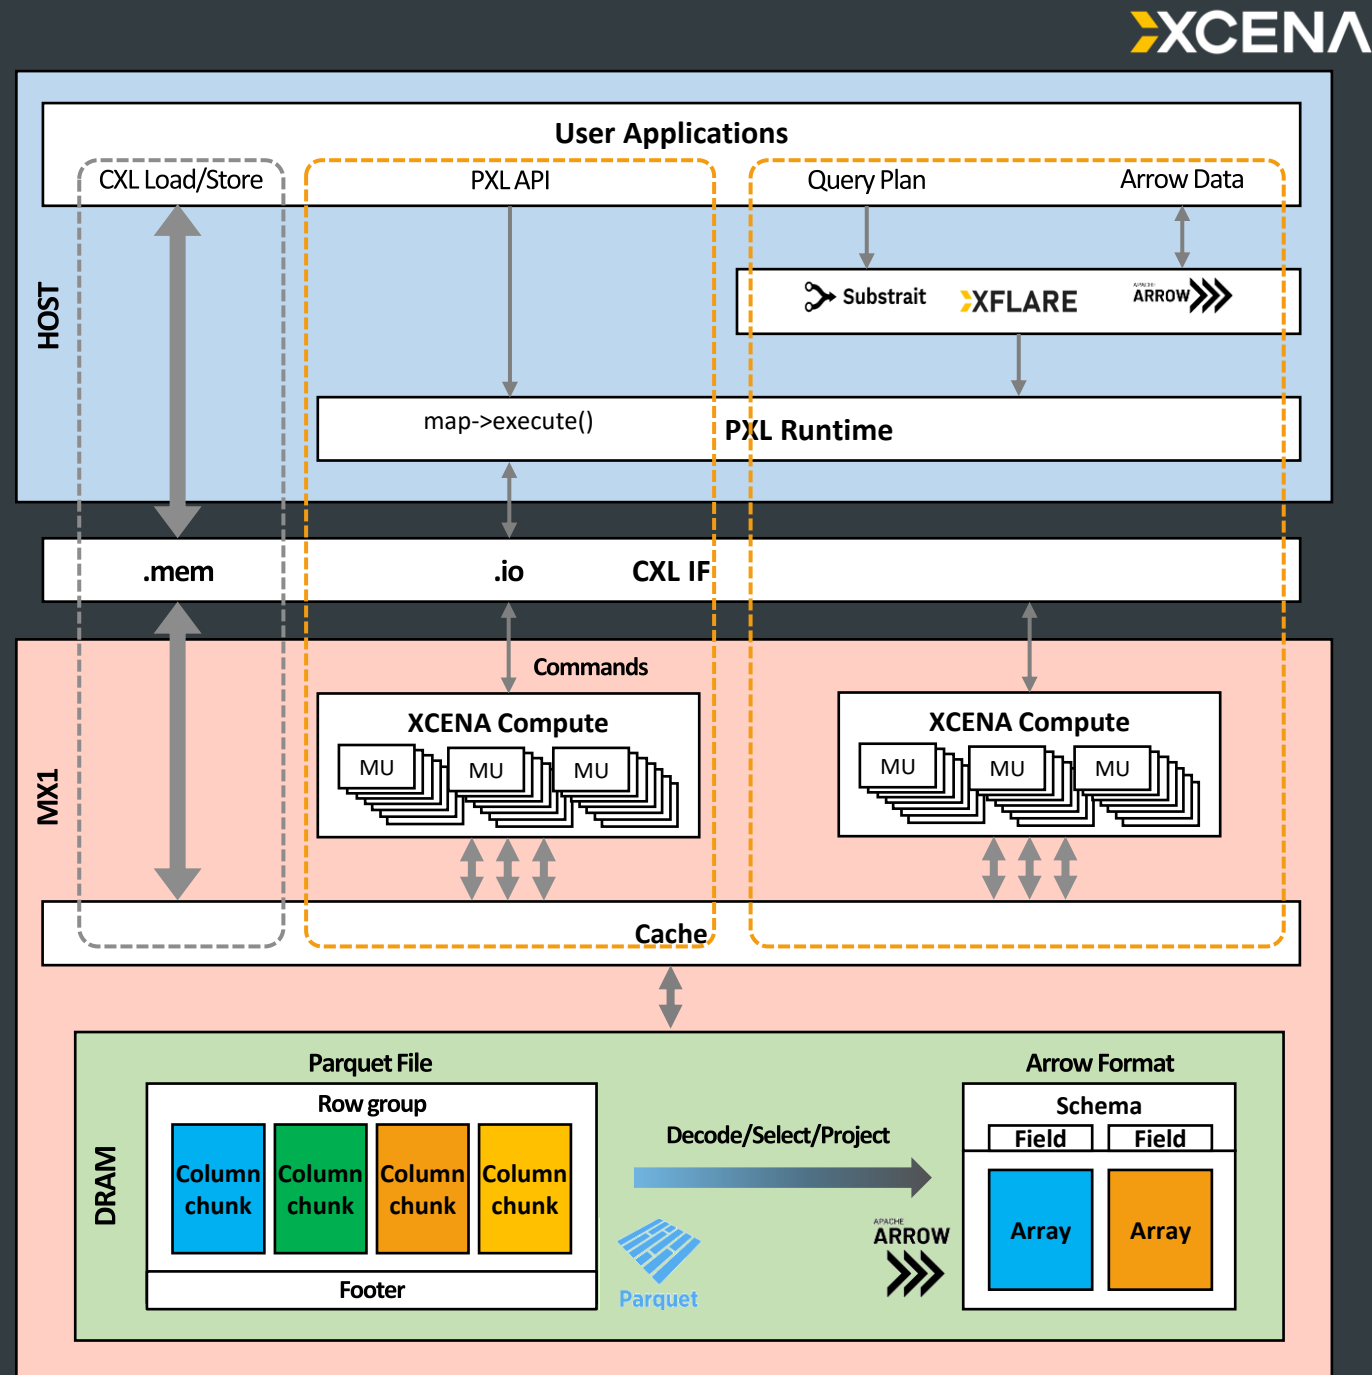 XCENA
User Applications
CXL Load/Store
PXL API
Query Plan
Arrow Data
HOST
Substrait
XFLARE
APACHE
ARROW
map->execute()
PXL Runtime
.mem
.io
CXL IF
Commands
MX1
XCENA Compute
MU
MU
MU
XCENA Compute
MU
MU
MU
Cache
DRAM
Parquet File
Row group
Column
chunk
Column
chunk
Column
chunk
Column
chunk
Footer
Decode/Select/Project
Parquet
APACHE
ARROW
Arrow Format
Schema
Field
Field
Array
Array